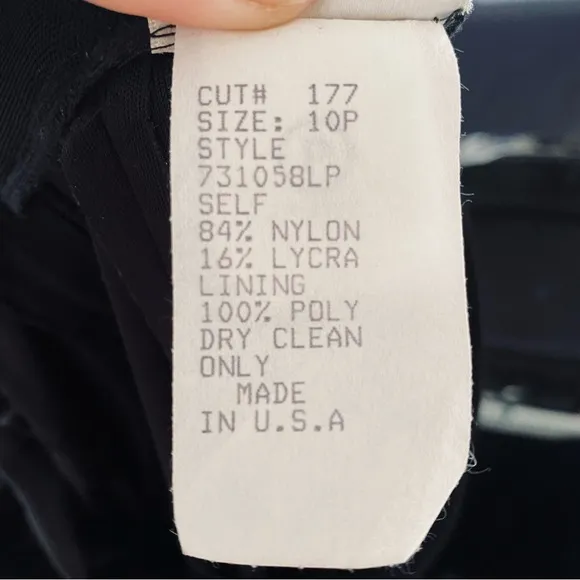 CUT# 177
SIZE: 10P
STYLE
731058LP
SELF
84% NYLON
16% LYCRA
LINING
100% POLY
DRY CLEAN
ONLY
MADE
IN U.S.A